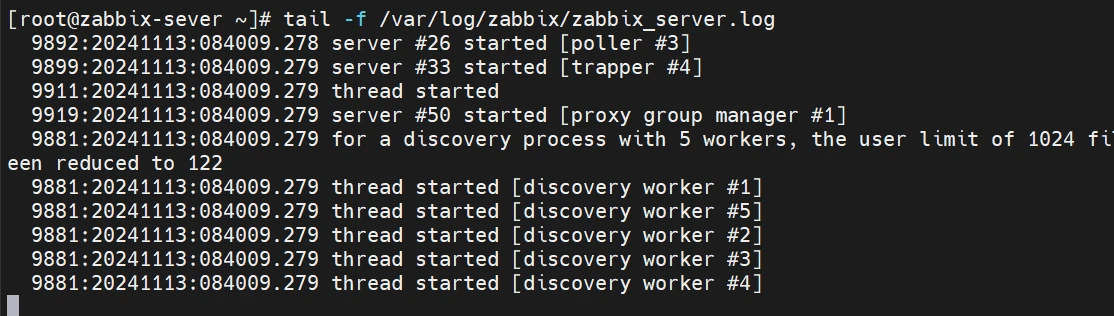 [root@zabbix-sever ~]# tail -f /var/log/zabbix/zabbix_server.log
  9892:20241113:084009.278 server #26 started [poller #3]
  9899:20241113:084009.279 server #33 started [trapper #4]
  9911:20241113:084009.279 thread started
  9919:20241113:084009.279 server #50 started [proxy group manager #1]
  9881:20241113:084009.279 for a discovery process with 5 workers, the user limit of 1024 fi
een reduced to 122
  9881:20241113:084009.279 thread started [discovery worker #1]
  9881:20241113:084009.279 thread started [discovery worker #5]
  9881:20241113:084009.279 thread started [discovery worker #2]
  9881:20241113:084009.279 thread started [discovery worker #3]
  9881:20241113:084009.279 thread started [discovery worker #4]